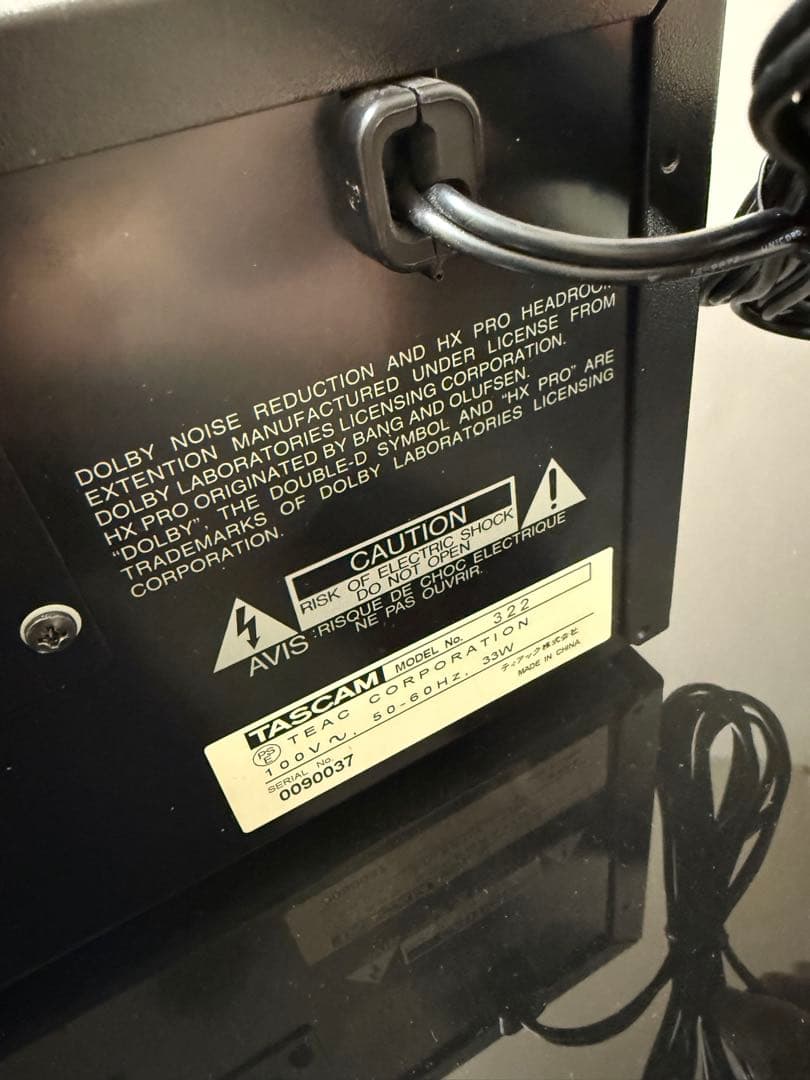 DOLBY NOISE REDUCTION AND HX PRO HEADROOM
EXTENTION MANUFACTURED UNDER LICENSE FROM
DOLBY LABORATORIES LICENSING CORPORATION.
HX PRO ORIGINATED BY BANG AND OLUFSEN.
"DOLBY", THE DOUBLE-D SYMBOL AND "HX PRO" ARE
TRADEMARKS OF DOLBY LABORATORIES LICENSING
CORPORATION.
CAUTION
RISK OF ELECTRIC SHOCK
DO NOT OPEN
AVIS : RISQUE DE CHOC ELECTRIQUE
NE PAS OUVRIR.
TASCAM MODEL No. 322
TEAC CORPORATION
PS E
100V ~, 50-60Hz, 33W
ティアック株式会社
MADE IN CHINA
SERIAL No.
0090037